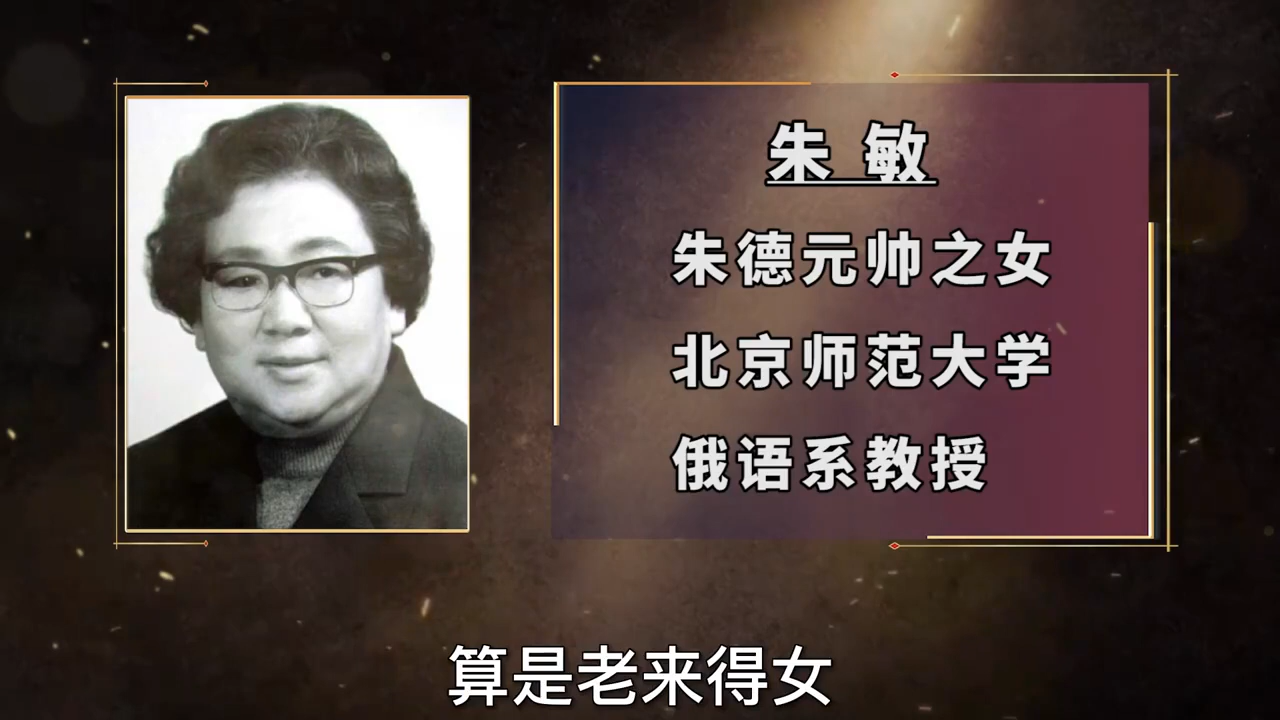 朱敏
朱德元帅之女
北京师范大学
俄语系教授
算是老来得女